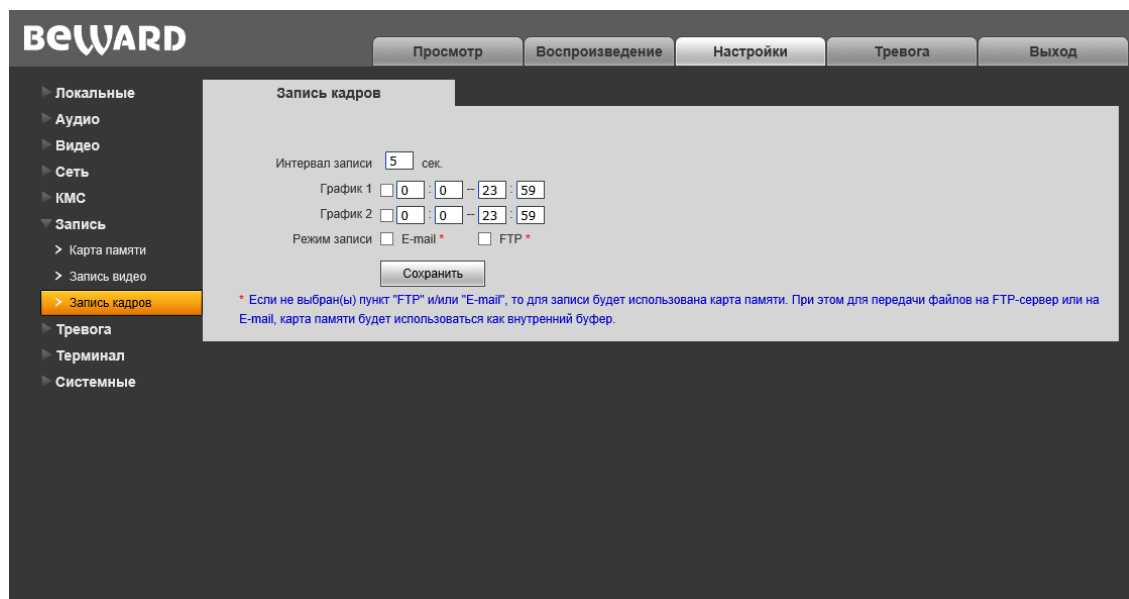 BEWARD
Просмотр Воспроизведение Настройки Тревога Выход
Локальные
Аудио
Видео
Сеть
КМС
Запись
> Карта памяти
> Запись видео
> Запись кадров
Тревога
Терминал
Системные
Запись кадров
Интервал записи 5 сек.
График 1 0 : 0 -- 23 : 59
График 2 0 : 0 -- 23 : 59
Режим записи E-mail * FTP *
Сохранить
* Если не выбран(ы) пункт "FTP" и/или "E-mail", то для записи будет использована карта памяти. При этом для передачи файлов на FTP-сервер или на
E-mail, карта памяти будет использоваться как внутренний буфер.